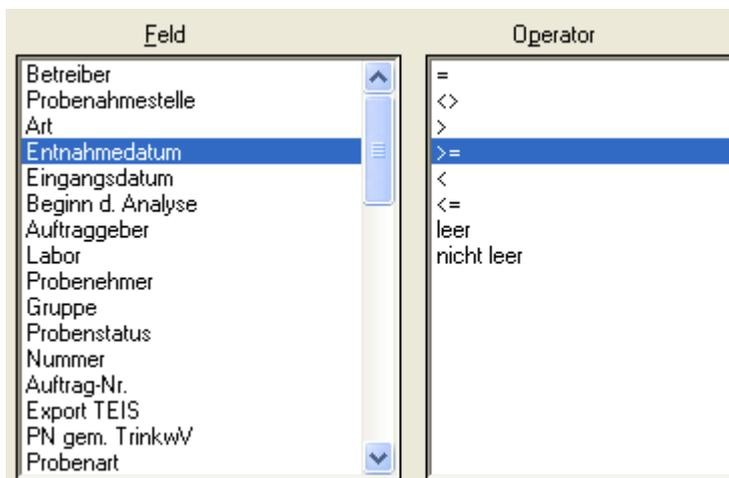 Feld
Operator
Betreiber
Probenahmestelle
Art
Entnahmedatum
Eingangsdatum
Beginn d. Analyse
Auftraggeber
Labor
Probenehmer
Gruppe
Probenstatus
Nummer
Auftrag-Nr.
Export TEIS
PN gem. TrinkwV
Probenart
=
<>
>
>=
<
<=
leer
nicht leer